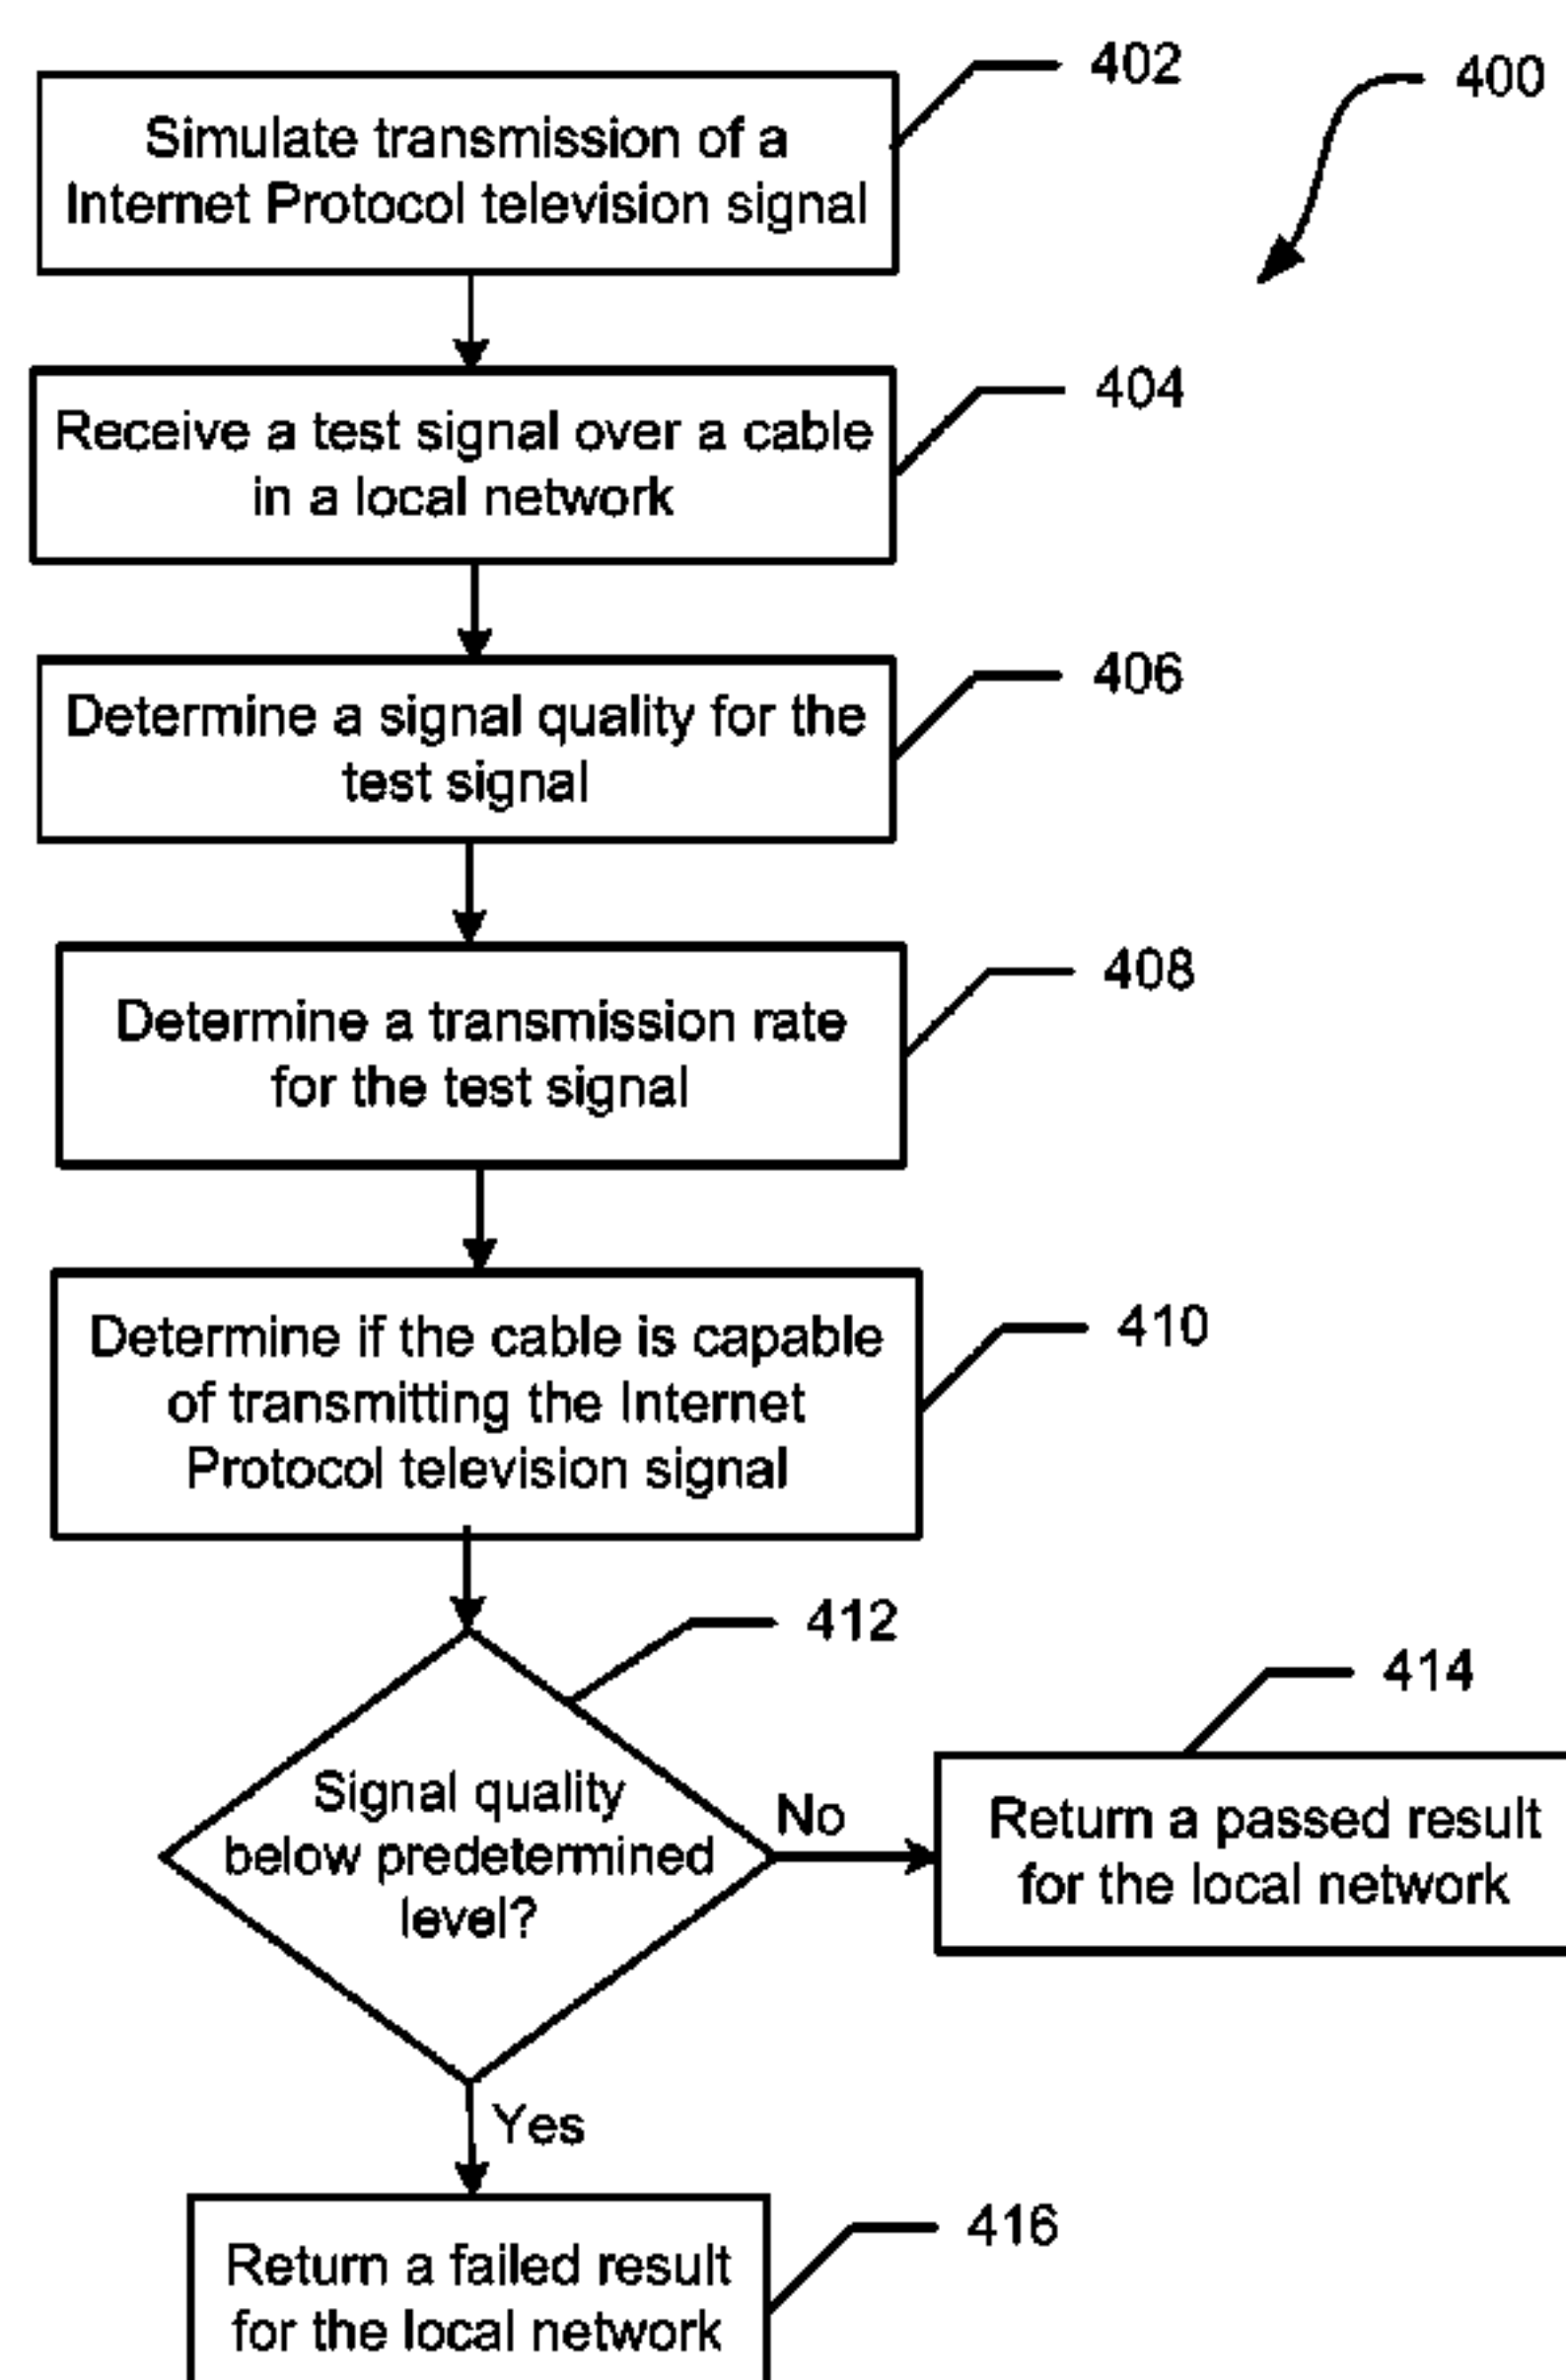 402
400
Simulate transmission of a
Internet Protocol television signal
404
Receive a test signal over a cable
in a local network
406
Determine a signal quality for the
test signal
408
Determine a transmission rate
for the test signal
410
Determine if the cable is capable
of transmitting the Internet
Protocol television signal
412
414
Signal quality
below predetermined
level?
No
Return a passed result
for the local network
Yes
416
Return a failed result
for the local network